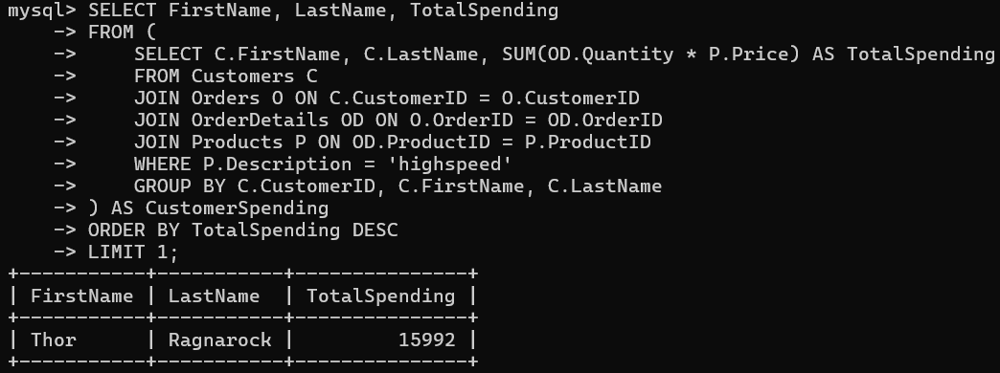 mysql> SELECT FirstName, LastName, TotalSpending
    -> FROM (
    ->     SELECT C.FirstName, C.LastName, SUM(OD.Quantity * P.Price) AS TotalSpending
    ->     FROM Customers C
    ->     JOIN Orders O ON C.CustomerID = O.CustomerID
    ->     JOIN OrderDetails OD ON O.OrderID = OD.OrderID
    ->     JOIN Products P ON OD.ProductID = P.ProductID
    ->     WHERE P.Description = 'highspeed'
    ->     GROUP BY C.CustomerID, C.FirstName, C.LastName
    -> ) AS CustomerSpending
    -> ORDER BY TotalSpending DESC
    -> LIMIT 1;
+-----------+-----------+---------------+
| FirstName | LastName  | TotalSpending |
+-----------+-----------+---------------+
| Thor      | Ragnarock |         15992 |
+-----------+-----------+---------------+